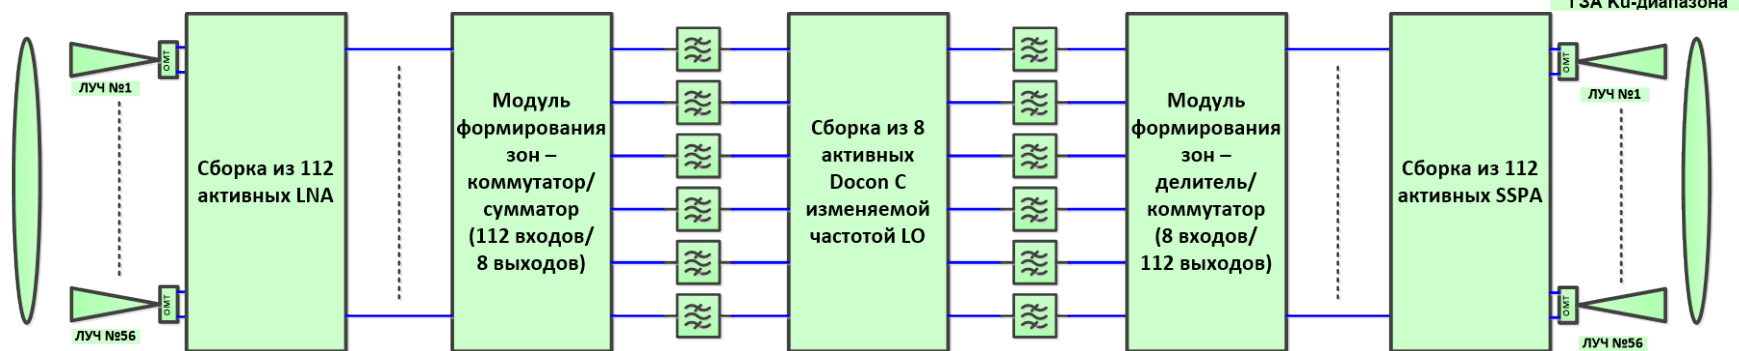 ГЗА Ku-диапазона
ОМТ
ЛУЧ №1
ОМТ
ЛУЧ №56
Сборка из 112
активных LNA
Модуль
формирования
зон –
коммутатор/
сумматор
(112 входов/
8 выходов)
Сборка из 8
активных
Docon С
изменяемой
частотой LO
Модуль
формирования
зон –
делитель/
коммутатор
(8 входов/
112 выходов)
Сборка из 112
активных SSPA
ОМТ
ЛУЧ №1
ОМТ
ЛУЧ №56